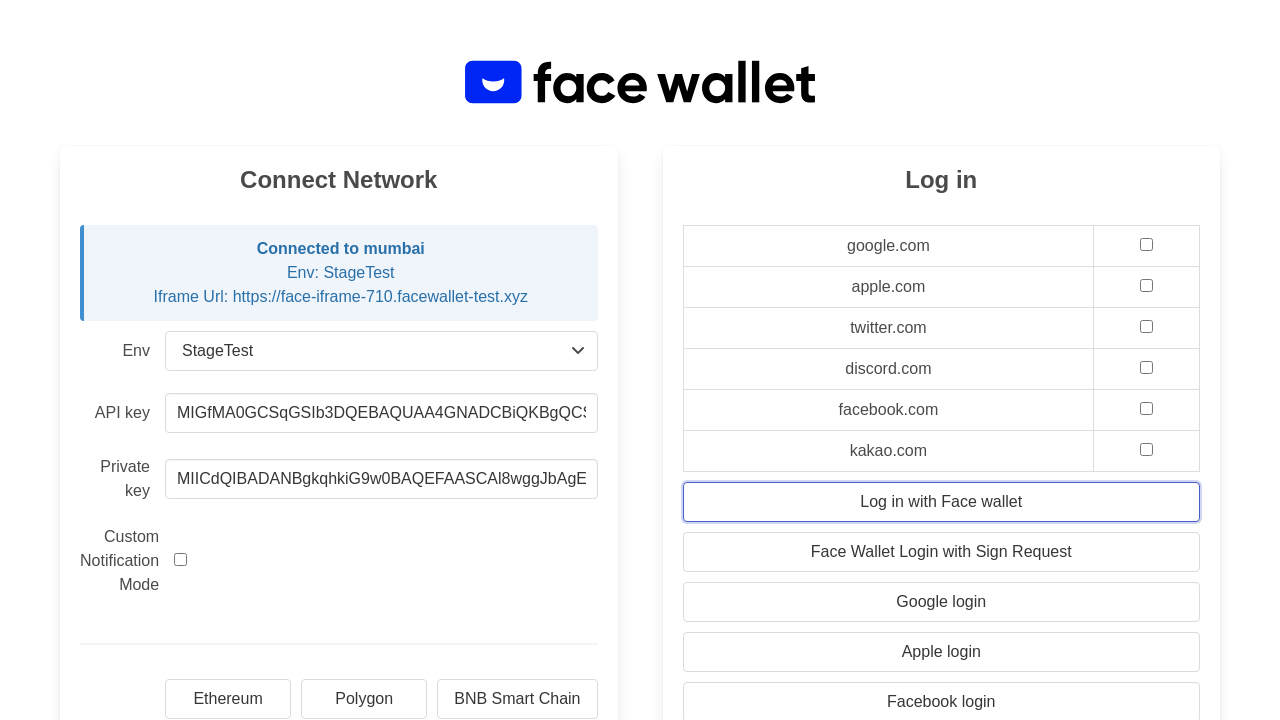 face wallet
Connect Network
Connected to mumbai
Env: StageTest
Iframe Url: https://face-iframe-710.facewallet-test.xyz
Env
StageTest
API key
MIGfMA0GCSqGSIb3DQEBAQUAA4GNADCBiQKBgQCS
Private
key
MIICdQIBADANBgkqhkiG9w0BAQEFAASCAl8wggJbAgE
Custom
Notification
Mode
Ethereum
Polygon
BNB Smart Chain
Log in
google.com
apple.com
twitter.com
discord.com
facebook.com
kakao.com
Log in with Face wallet
Face Wallet Login with Sign Request
Google login
Apple login
Facebook login